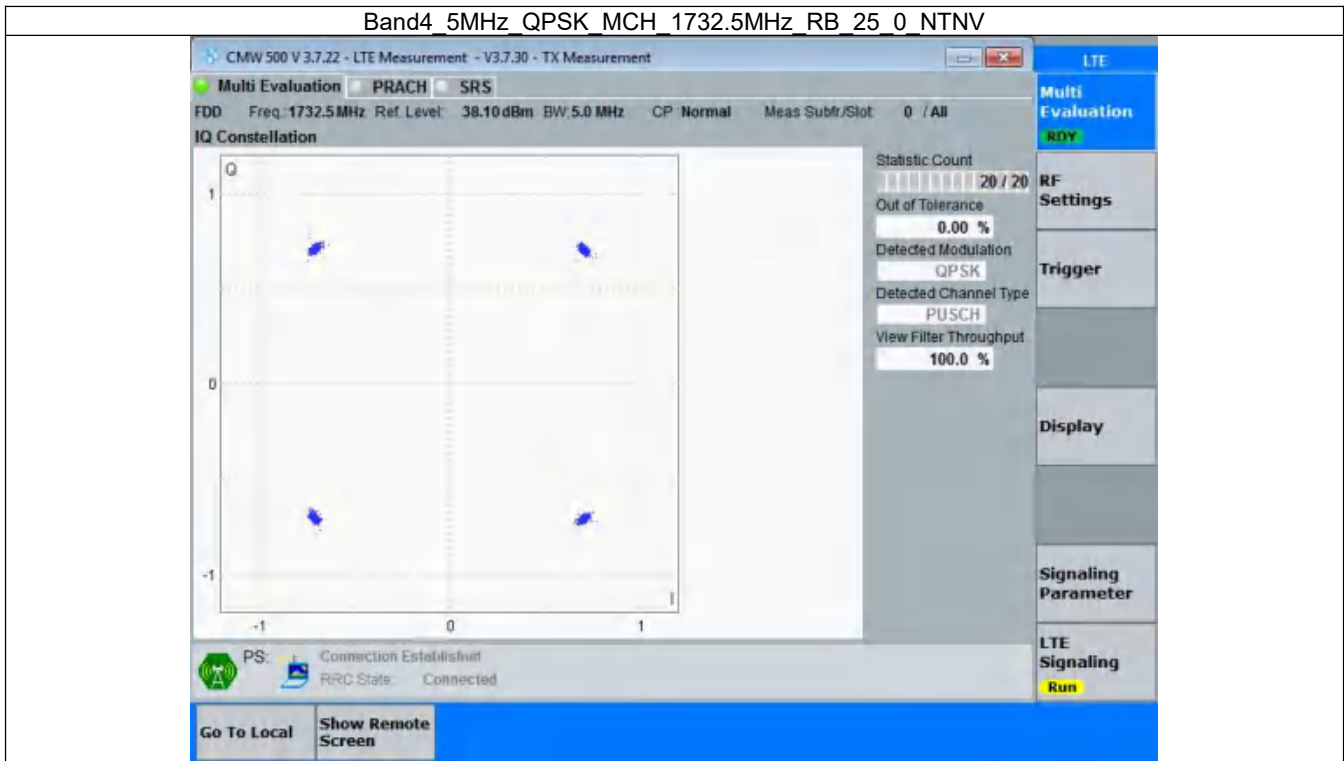 Band4_5MHz_QPSK_MCH_1732.5MHz_RB_25_0_NTNV
CMW 500 V 3.7.22 - LTE Measurement - V3.7.30 - TX Measurement
LTE
Multi Evaluation PRACH SRS
Multi
Evaluation
RDY
FDD Freq.: 1732.5 MHz Ref. Level: 38.10 dBm BW: 5.0 MHz CP: Normal Meas Subfr./Slot: 0 / All
IQ Constellation
Q
1
0
-1
I
-1 0 1
Statistic Count
20 / 20
Out of Tolerance
0.00 %
Detected Modulation
QPSK
Detected Channel Type
PUSCH
View Filter Throughput
100.0 %
RF
Settings
Trigger
Display
Signaling
Parameter
LTE
Signaling
Run
PS: Connection Established
RRC State: Connected
Go To Local
Show Remote
Screen